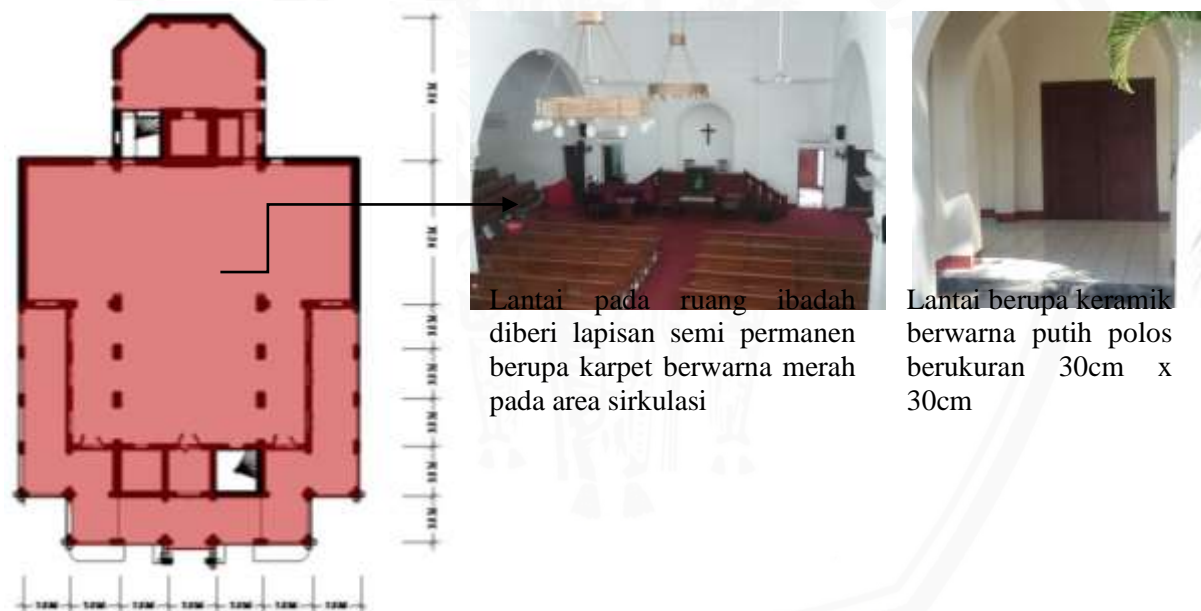 Lantai pada ruang ibadah
diberi lapisan semi permanen
berupa karpet berwarna merah
pada area sirkulasi
Lantai berupa keramik
berwarna putih polos
berukuran 30cm x
30cm